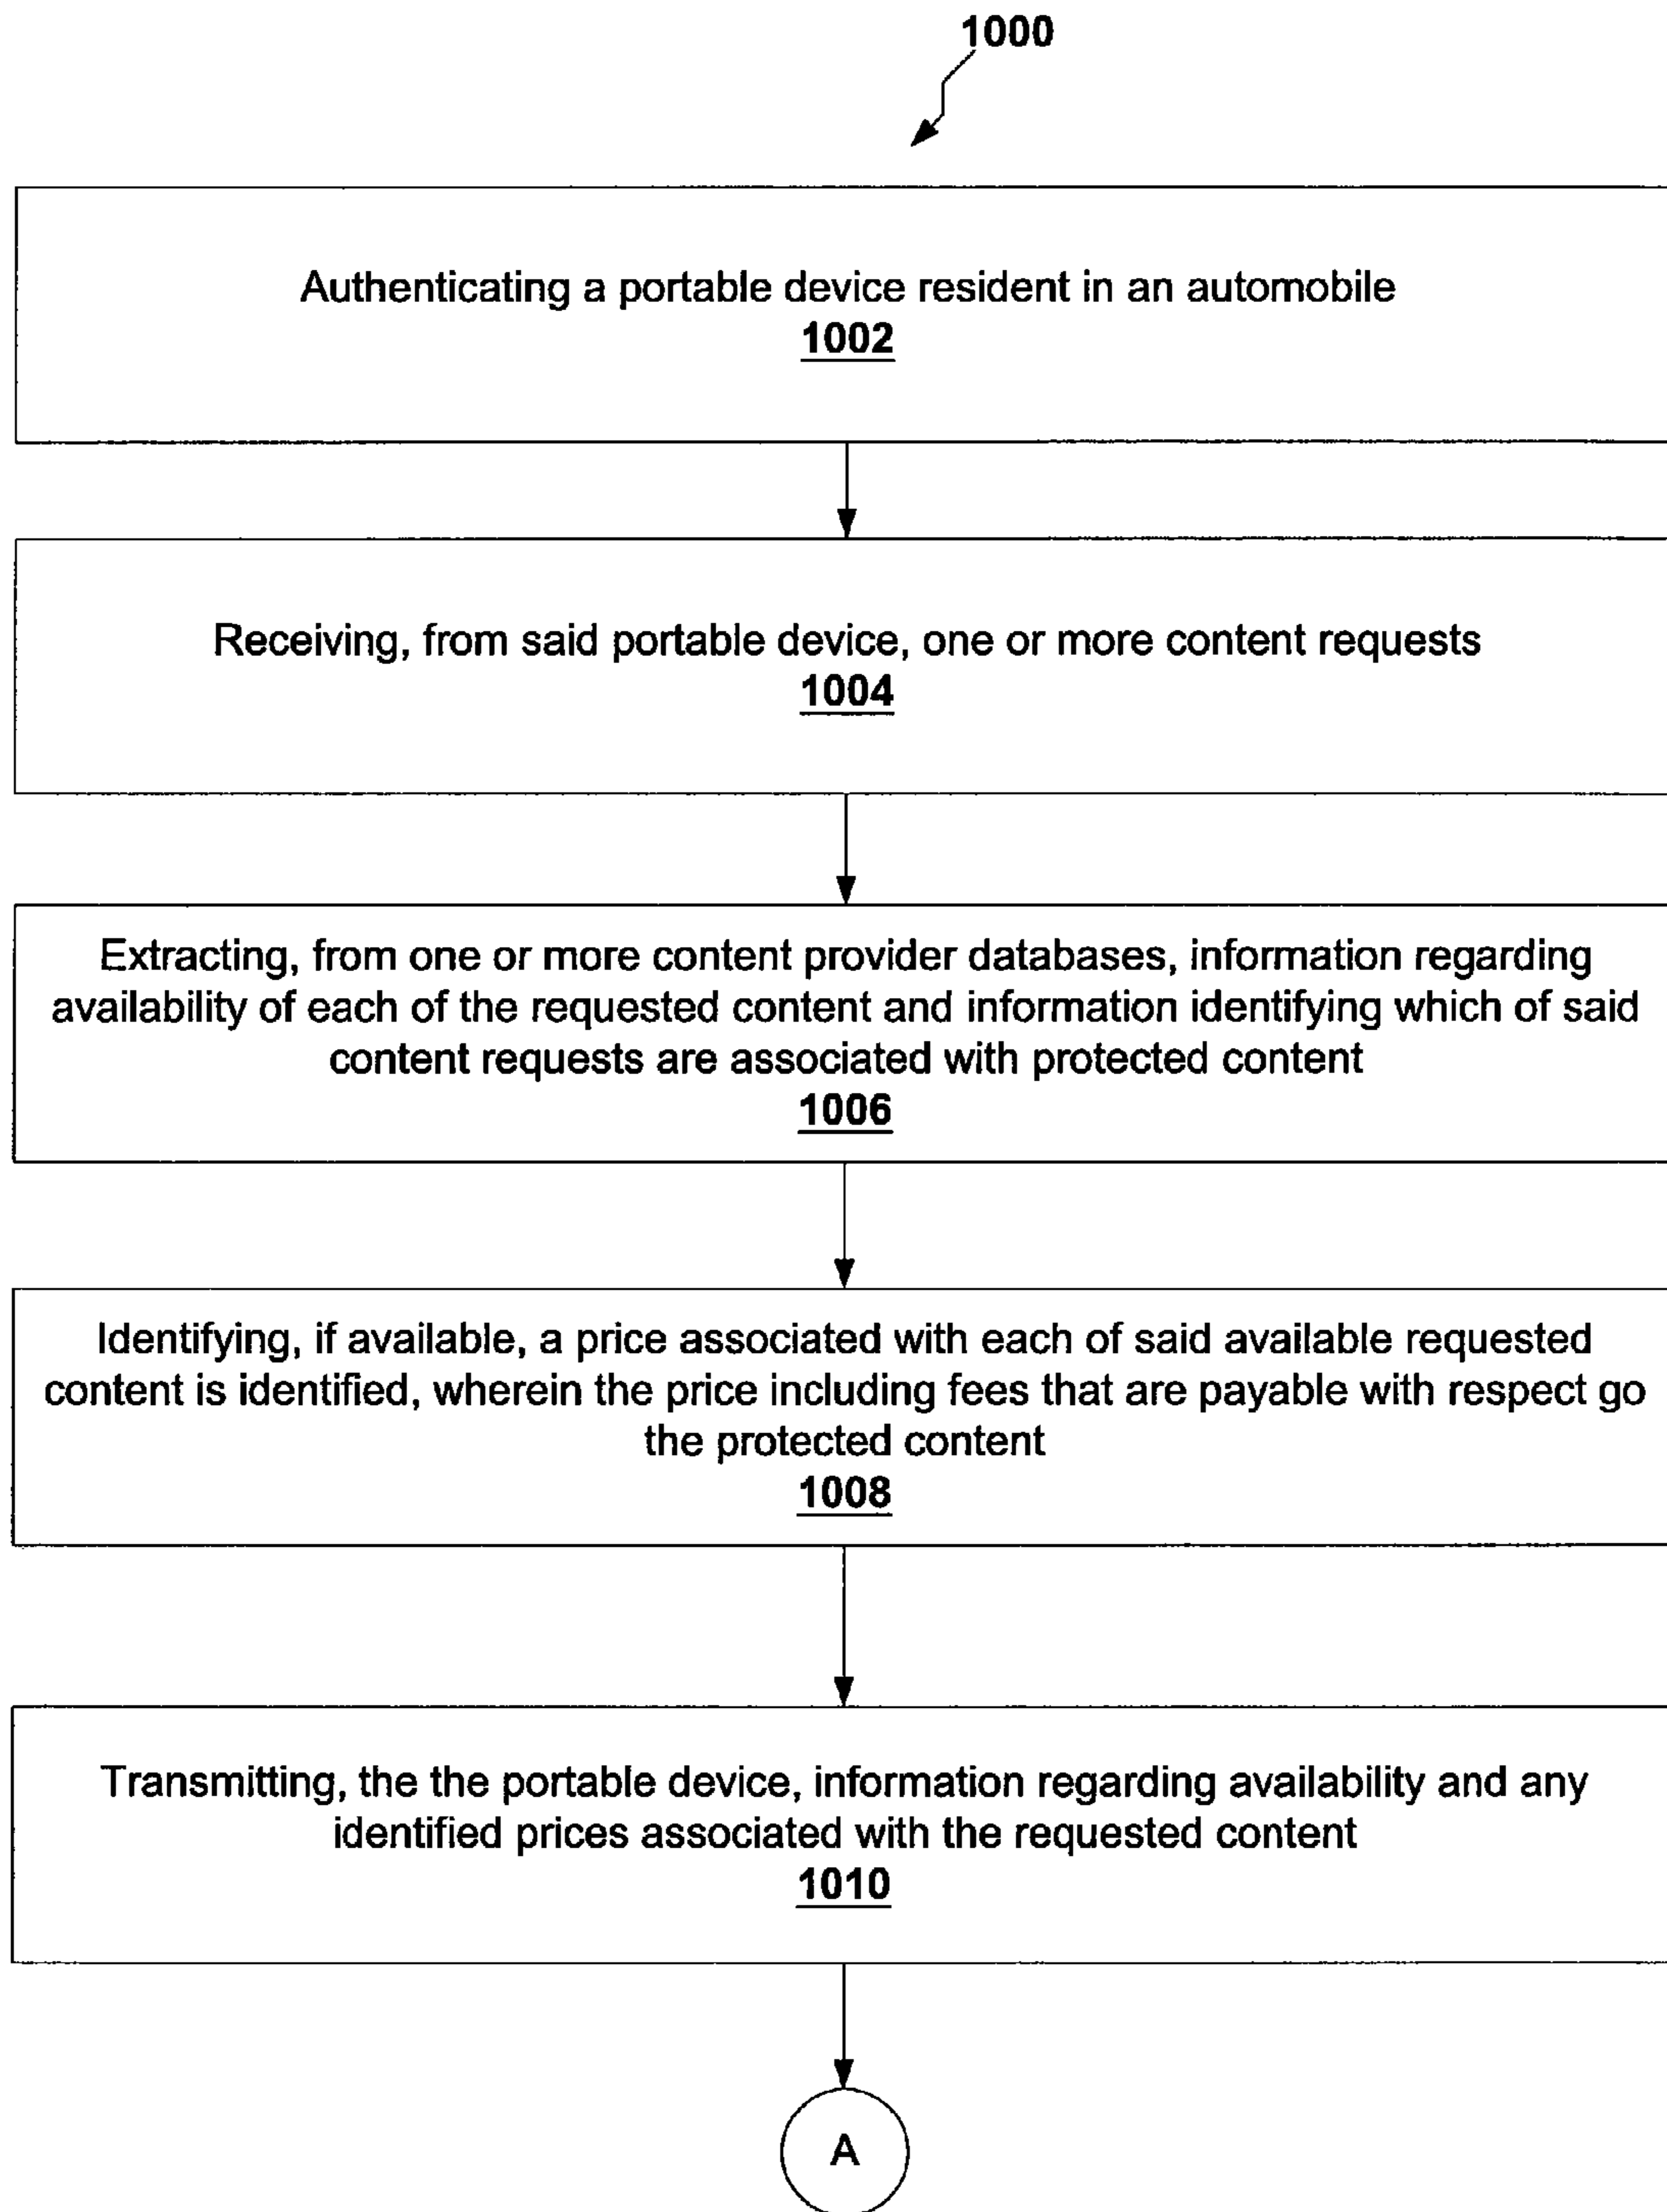 1000
Authenticating a portable device resident in an automobile
1002
Receiving, from said portable device, one or more content requests
1004
Extracting, from one or more content provider databases, information regarding
availability of each of the requested content and information identifying which of said
content requests are associated with protected content
1006
Identifying, if available, a price associated with each of said available requested
content is identified, wherein the price including fees that are payable with respect go
the protected content
1008
Transmitting, the the portable device, information regarding availability and any
identified prices associated with the requested content
1010
A